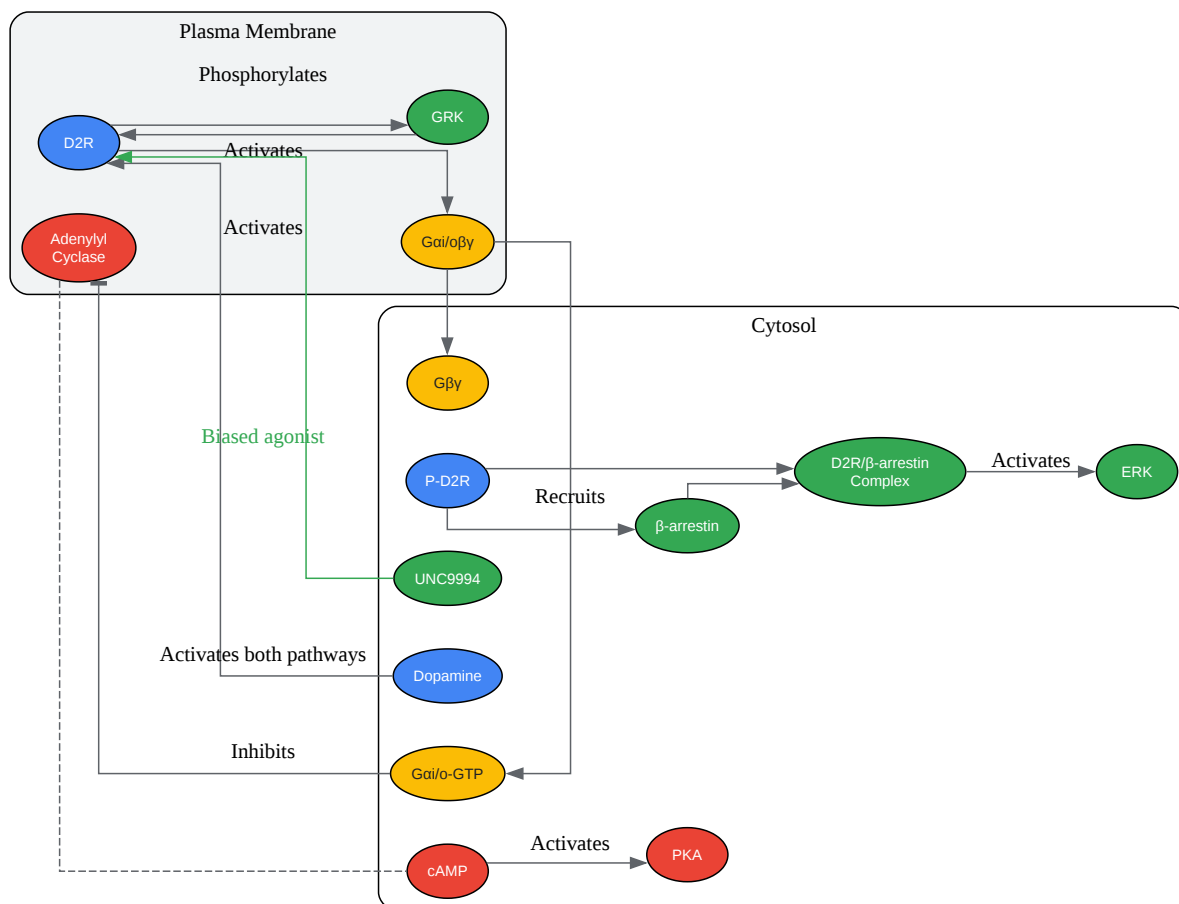 Plasma Membrane
Phosphorylates
GRK
D2R
Activates
Activates
Adenylyl
Cyclase
Gαi/oβγ
Cytosol
Gβγ
Biased agonist
P-D2R
Recruits
β-arrestin
D2R/β-arrestin
Complex
Activates
ERK
UNC9994
Activates both pathways
Dopamine
Inhibits
Gαi/o-GTP
cAMP
Activates
PKA